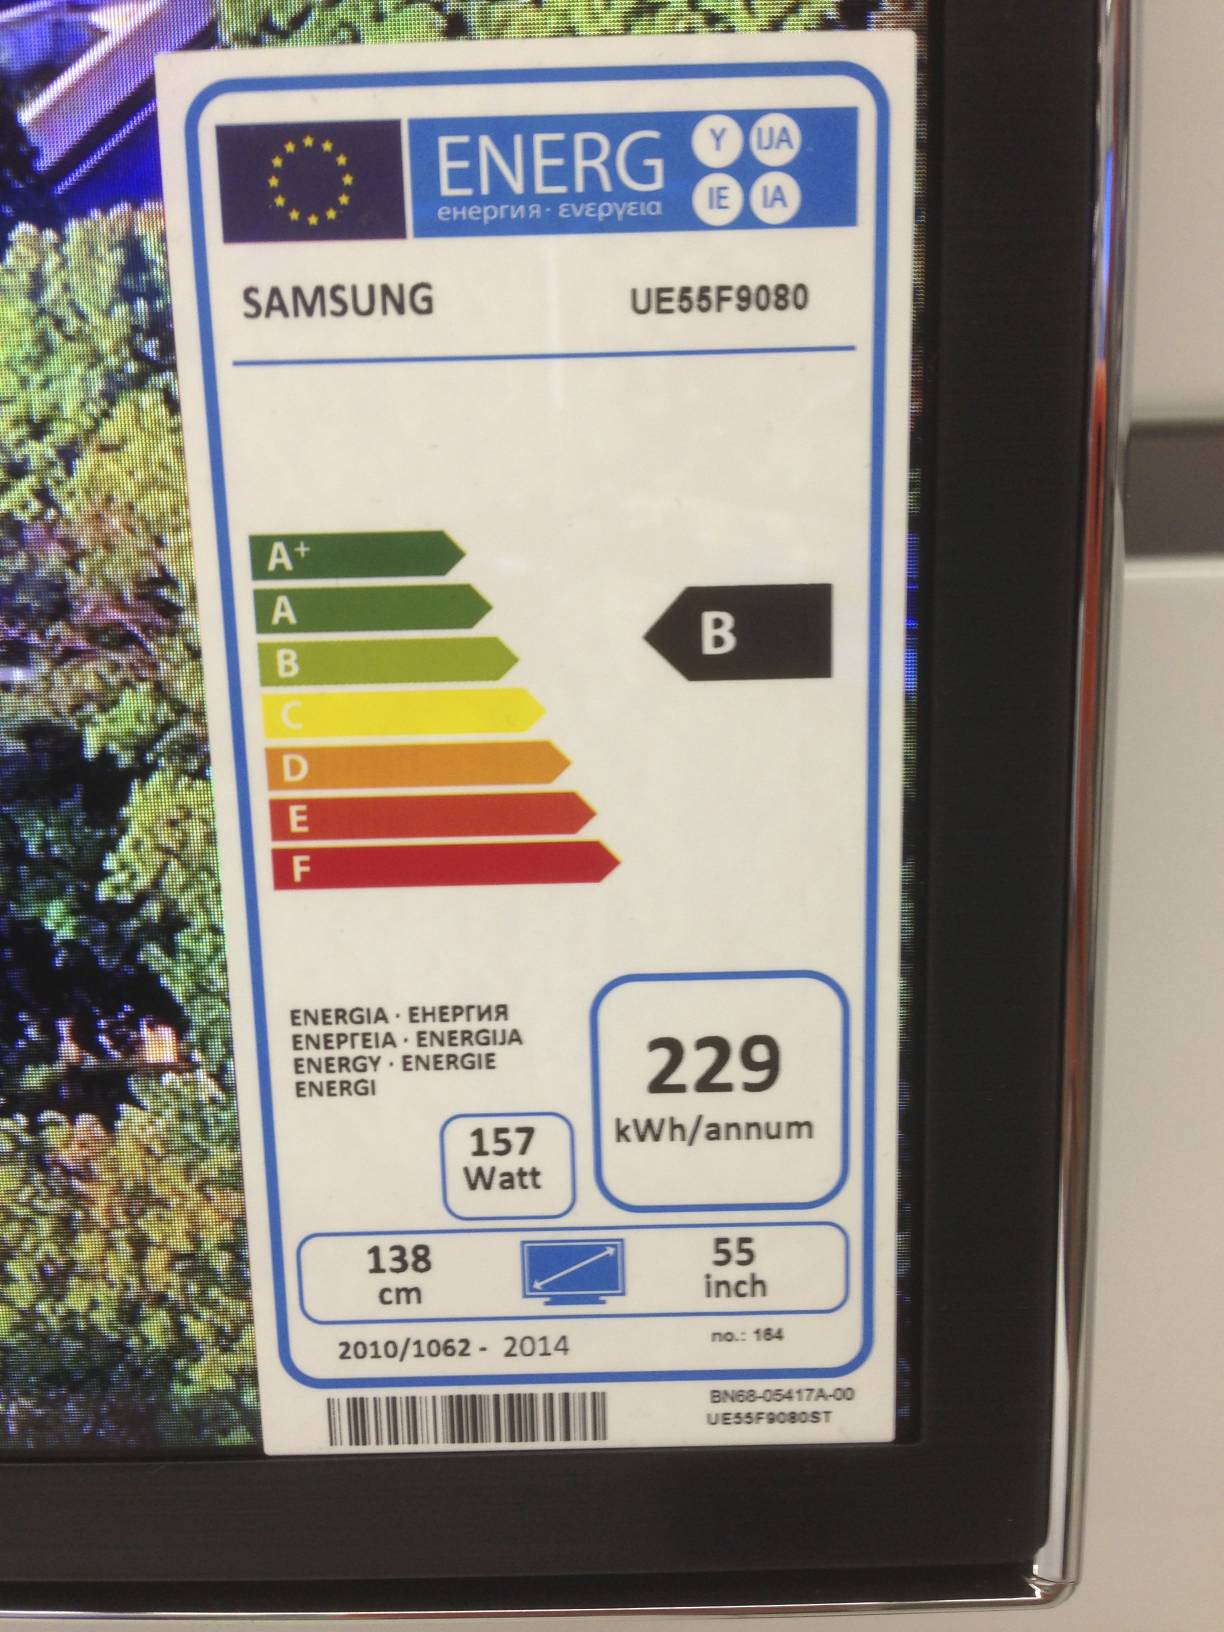 ENERG Y IJA
енергия · ενεργεια IE IA
SAMSUNG UE55F9080
A+
A
B
B
C
D
E
F
ENERGIA · ЕНЕРГИЯ
ΕΝΕΡΓΕΙΑ · ENERGIJA
ENERGY · ENERGIE
ENERGI
229
kWh/annum
157
Watt
138
cm
55
inch
2010/1062 - 2014
no.: 164
BN68-05417A-00
UE55F9080ST